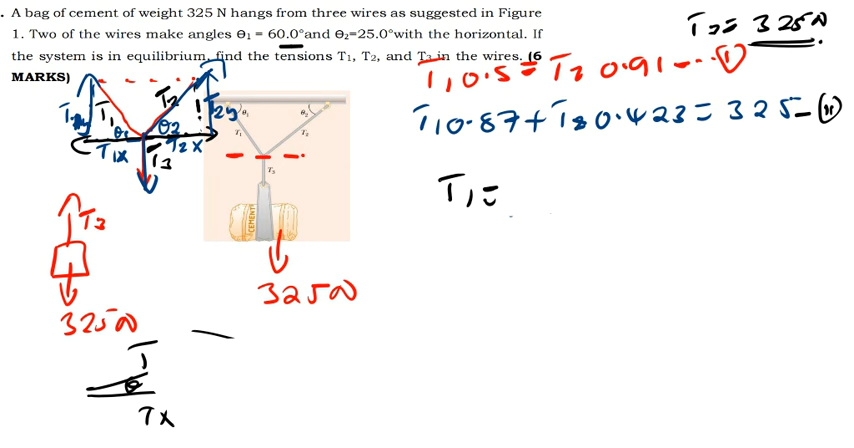 . A bag of cement of weight 325 N hangs from three wires as suggested in Figure
1. Two of the wires make angles θ₁ = 60.0°and θ₂=25.0°with the horizontal. If
the system is in equilibrium, find the tensions T₁, T₂, and T₃ in the wires. (6
MARKS)
T₃ = 325N
T₁ 0.5 = T₂ 0.91 --- (i)
T₁ 0.87 + T₂ 0.423 = 325 - (ii)
T₁ =
T₁
T₂
T2y
θ₁
θ₂
T1x
T2x
T₃
θ₁
θ₂
T₁
T₂
T₃
CEMENT
325N
T₃
325N
T
θ
Tx